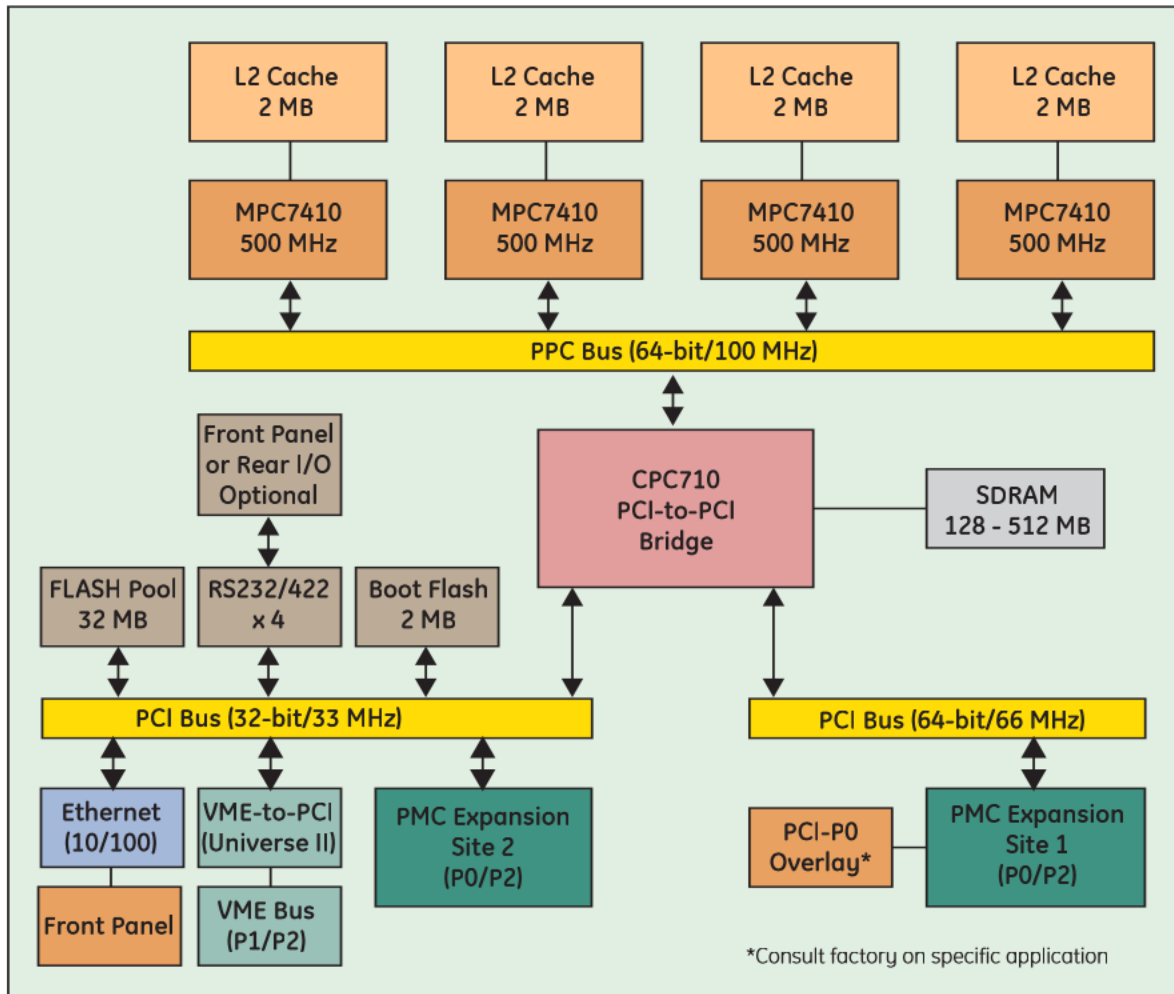 L2 Cache
2 MB
L2 Cache
2 MB
L2 Cache
2 MB
L2 Cache
2 MB
MPC7410
500 MHz
MPC7410
500 MHz
MPC7410
500 MHz
MPC7410
500 MHz
PPC Bus (64-bit/100 MHz)
Front Panel
or Rear I/O
Optional
CPC710
PCI-to-PCI
Bridge
SDRAM
128 - 512 MB
FLASH Pool
32 MB
RS232/422
x 4
Boot Flash
2 MB
PCI Bus (32-bit/33 MHz)
PCI Bus (64-bit/66 MHz)
Ethernet
(10/100)
VME-to-PCI
(Universe II)
PMC Expansion
Site 2
(P0/P2)
PCI-P0
Overlay*
PMC Expansion
Site 1
(P0/P2)
Front Panel
VME Bus
(P1/P2)
*Consult factory on specific application